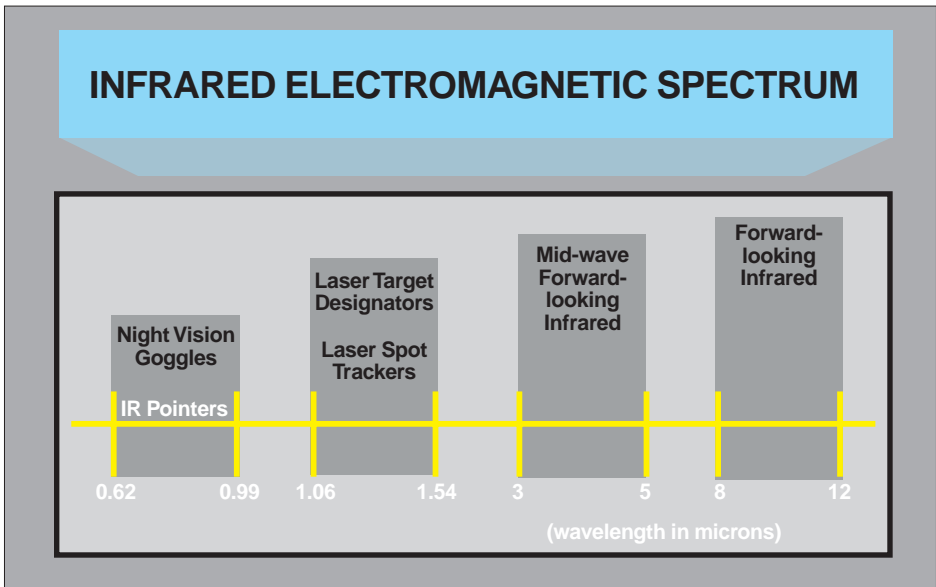 INFRARED ELECTROMAGNETIC SPECTRUM
Night Vision
Goggles
IR Pointers
Laser Target
Designators
Laser Spot
Trackers
Mid-wave
Forward-
looking
Infrared
Forward-
looking
Infrared
0.62 0.99 1.06 1.54 3 5 8 12
(wavelength in microns)